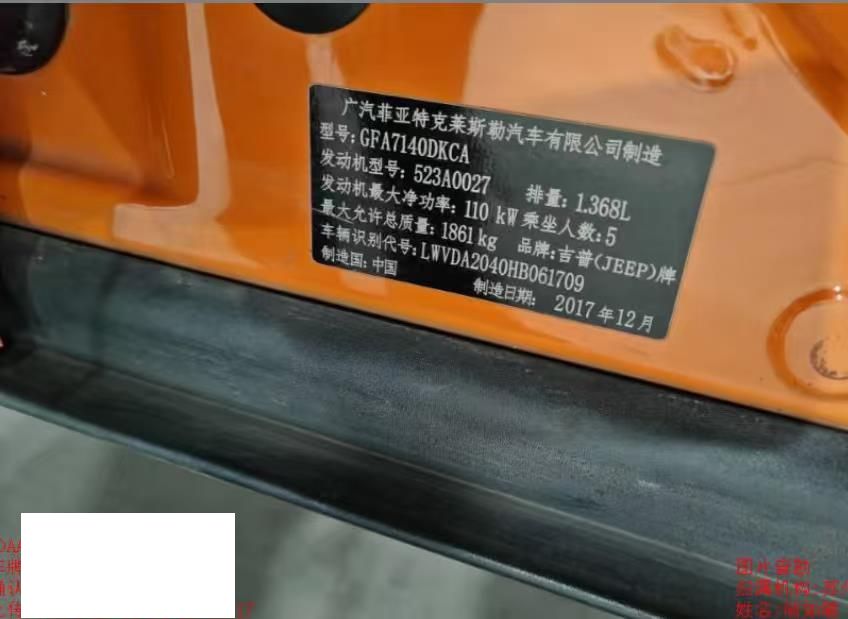 广汽菲亚特克莱斯勒汽车有限公司制造
型号: GFA7140DKCA
发动机型号: 523A0027 排量: 1.368L
发动机最大净功率: 110 kW 乘坐人数: 5
最大允许总质量: 1861 kg 品牌: 吉普(JEEP)牌
车辆识别代号: LWVDA2040HB061709
制造国: 中国 制造日期: 2017年12月